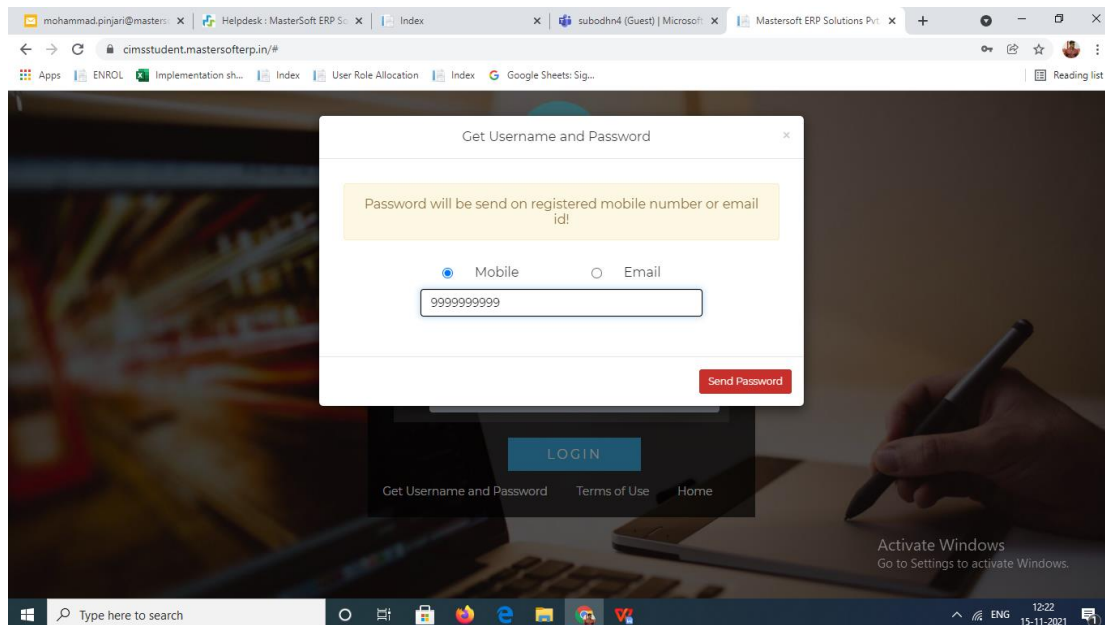 mohammad.pinjari@masters
Helpdesk : MasterSoft ERP So
Index
subodhn4 (Guest) | Microsoft
Mastersoft ERP Solutions Pvt
cimsstudent.mastersofterp.in/#
Apps
ENROL
Implementation sh...
Index
User Role Allocation
Index
Google Sheets: Sig...
Reading list
Get Username and Password
Password will be send on registered mobile number or email
id!
Mobile
Email
9999999999
Send Password
LOGIN
Get Username and Password
Terms of Use
Home
Activate Windows
Go to Settings to activate Windows.
Type here to search
ENG
12:22
15-11-2021